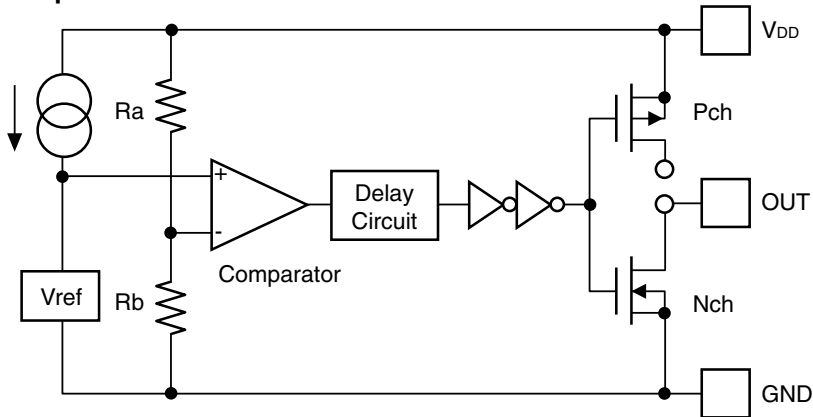 VDD
Ra
Pch
+
Delay
Circuit
OUT
-
Comparator
Vref
Rb
Nch
GND